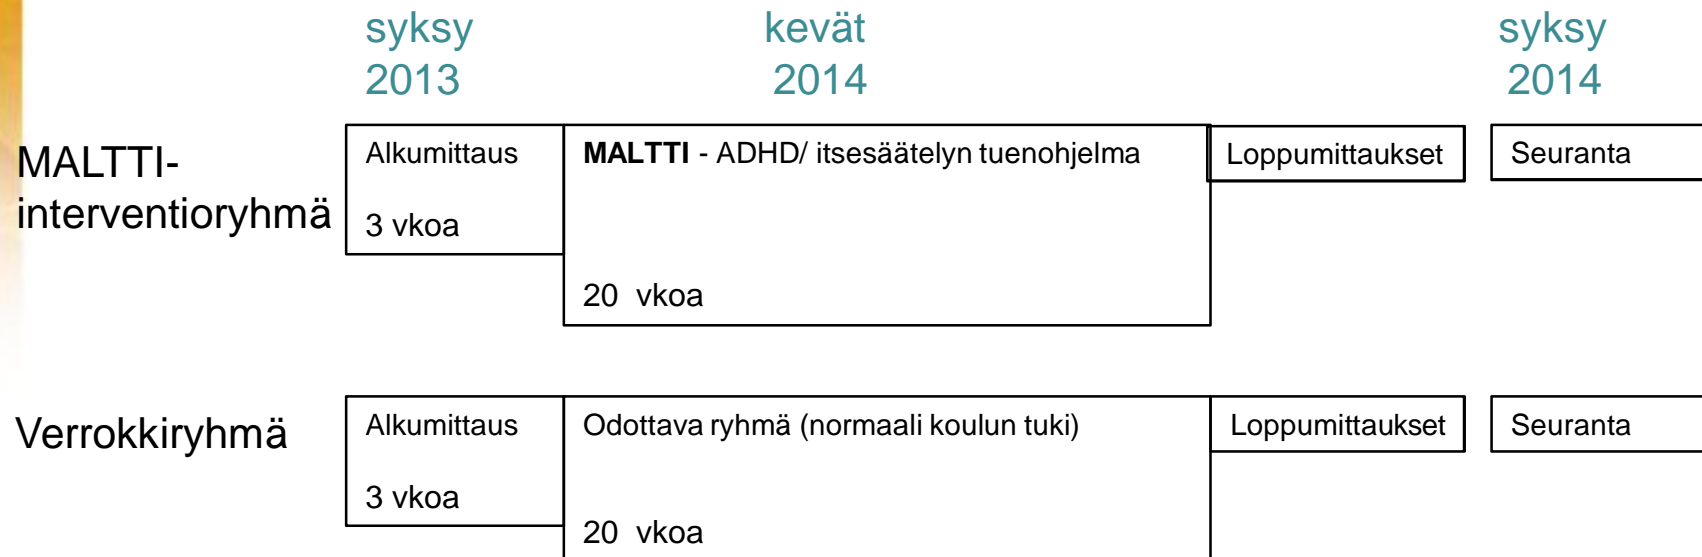 syksy kevät syksy
2013 2014 2014
MALTTI-
interventioryhmä
Alkumittaus
3 vkoa
MALTTI - ADHD/ itsesäätelyn tuenohjelma
20 vkoa
Loppumittaukset
Seuranta
Verrokkiryhmä
Alkumittaus
3 vkoa
Odottava ryhmä (normaali koulun tuki)
20 vkoa
Loppumittaukset
Seuranta